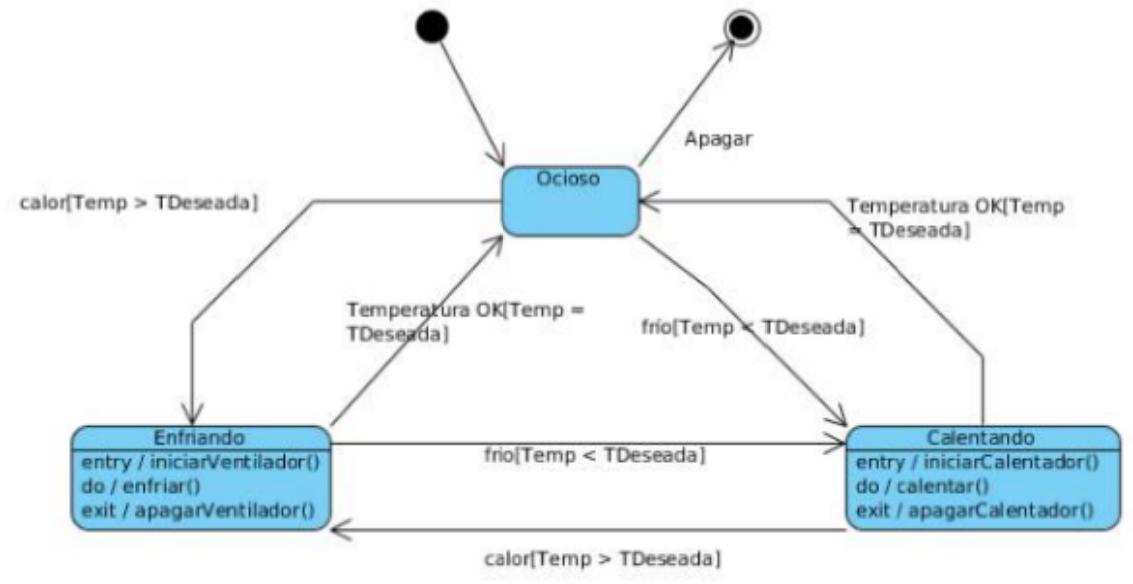 Apagar
Ocioso
calor[Temp > TDeseada]
Temperatura OK[Temp
= TDeseada]
Temperatura OK[Temp =
TDeseada]
frío[Temp < TDeseada]
Enfriando
entry / iniciarVentilador()
do / enfriar()
exit / apagarVentilador()
frio[Temp < TDeseada]
Calentando
entry / iniciarCalentador()
do / calentar()
exit / apagarCalentador()
calor[Temp > TDeseada]